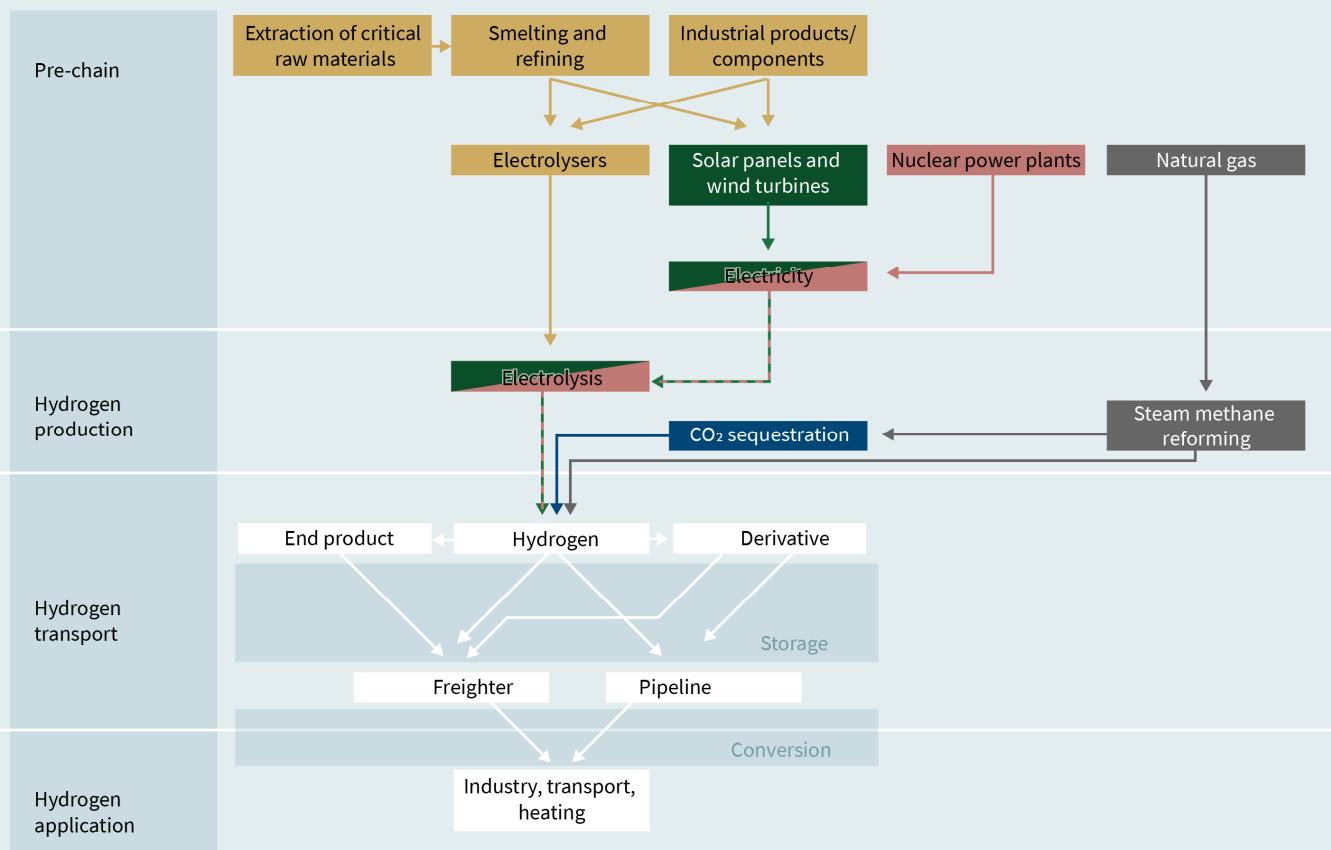 Pre-chain
Extraction of critical
raw materials
Smelting and
refining
Industrial products/
components
Electrolysers
Solar panels and
wind turbines
Nuclear power plants
Natural gas
Electricity
Hydrogen
production
Electrolysis
CO₂ sequestration
Steam methane
reforming
Hydrogen
transport
End product
Hydrogen
Derivative
Storage
Freighter
Pipeline
Conversion
Hydrogen
application
Industry, transport,
heating